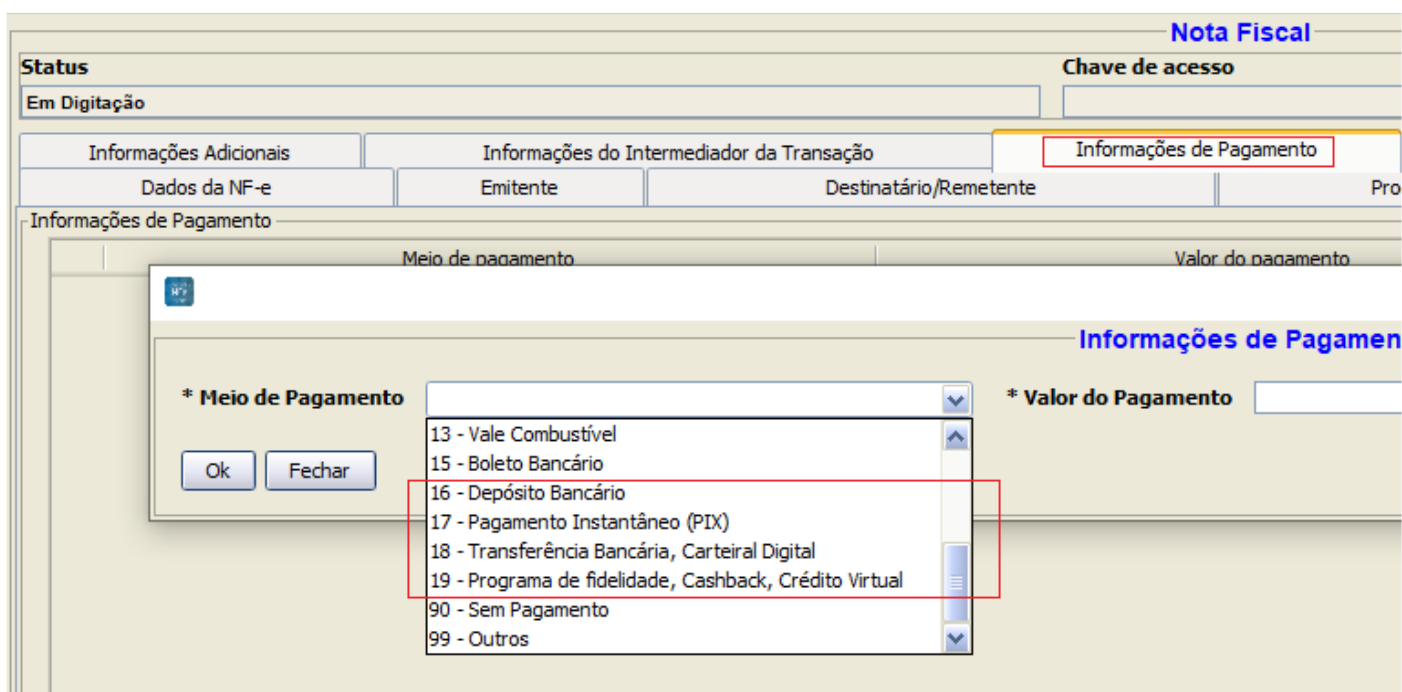 Nota Fiscal
Status
Chave de acesso
Em Digitação
Informações Adicionais
Informações do Intermediador da Transação
Informações de Pagamento
Dados da NF-e
Emitente
Destinatário/Remetente
Pro
Informações de Pagamento
Meio de pagamento
Valor do pagamento
Informações de Pagamen
* Meio de Pagamento
* Valor do Pagamento
13 - Vale Combustível
15 - Boleto Bancário
Ok
Fechar
16 - Depósito Bancário
17 - Pagamento Instantâneo (PIX)
18 - Transferência Bancária, Carteiral Digital
19 - Programa de fidelidade, Cashback, Crédito Virtual
90 - Sem Pagamento
99 - Outros